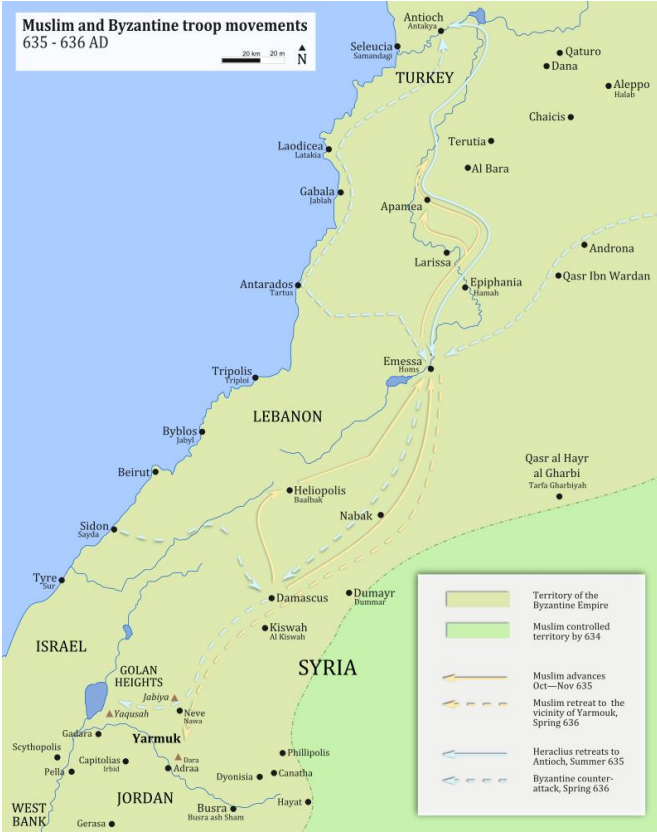 Muslim and Byzantine troop movements
635 - 636 AD
20 km 20 m
N
Antioch
Antakya
Seleucia
Samandagi
TURKEY
Qaturo
Dana
Aleppo
Halab
Chaicis
Terutia
Al Bara
Laodicea
Latakia
Gabala
Jablah
Apamea
Larissa
Androna
Qasr Ibn Wardan
Epiphania
Hamah
Antarados
Tartus
Emessa
Homs
Tripolis
Triploi
LEBANON
Byblos
Jabyl
Beirut
Qasr al Hayr
al Gharbi
Tarfa Gharbiyah
Heliopolis
Baalbak
Nabak
Sidon
Sayda
Tyre
Sur
Damascus
Dumayr
Dummar
Kiswah
Al Kiswah
ISRAEL
SYRIA
GOLAN
HEIGHTS
Jabiya
Yaqusah
Neve
Nawa
Gadara
Yarmuk
Scythopolis
Pella
Capitolias
Irbid
Dara
Adraa
Phillipolis
Dyonisia
Canatha
JORDAN
WEST
BANK
Gerasa
Busra
Busra ash Sham
Hayat
Territory of the
Byzantine Empire
Muslim controlled
territory by 634
Muslim advances
Oct—Nov 635
Muslim retreat to the
vicinity of Yarmouk,
Spring 636
Heraclius retreats to
Antioch, Summer 635
Byzantine counter-
attack, Spring 636